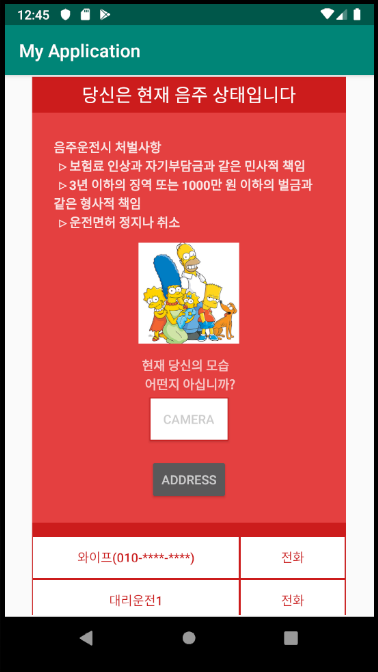 12:45
My Application
당신은 현재 음주 상태입니다
음주운전시 처벌사항
▷보험료 인상과 자기부담금과 같은 민사적 책임
▷3년 이하의 징역 또는 1000만 원 이하의 벌금과
같은 형사적 책임
▷운전면허 정지나 취소
현재 당신의 모습
어떤지 아십니까?
CAMERA
ADDRESS
와이프(010-****-****) 전화
대리운전1 전화